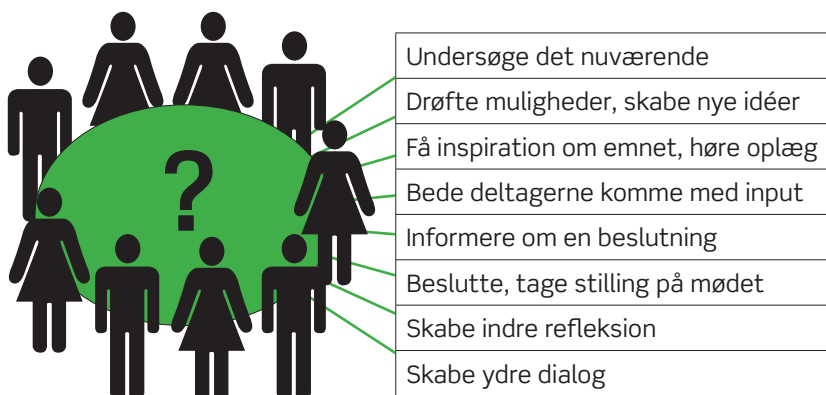 ?
Undersøge det nuværende
Drøfte muligheder, skabe nye idéer
Få inspiration om emnet, høre oplæg
Bede deltagerne komme med input
Informere om en beslutning
Beslutte, tage stilling på mødet
Skabe indre refleksion
Skabe ydre dialog